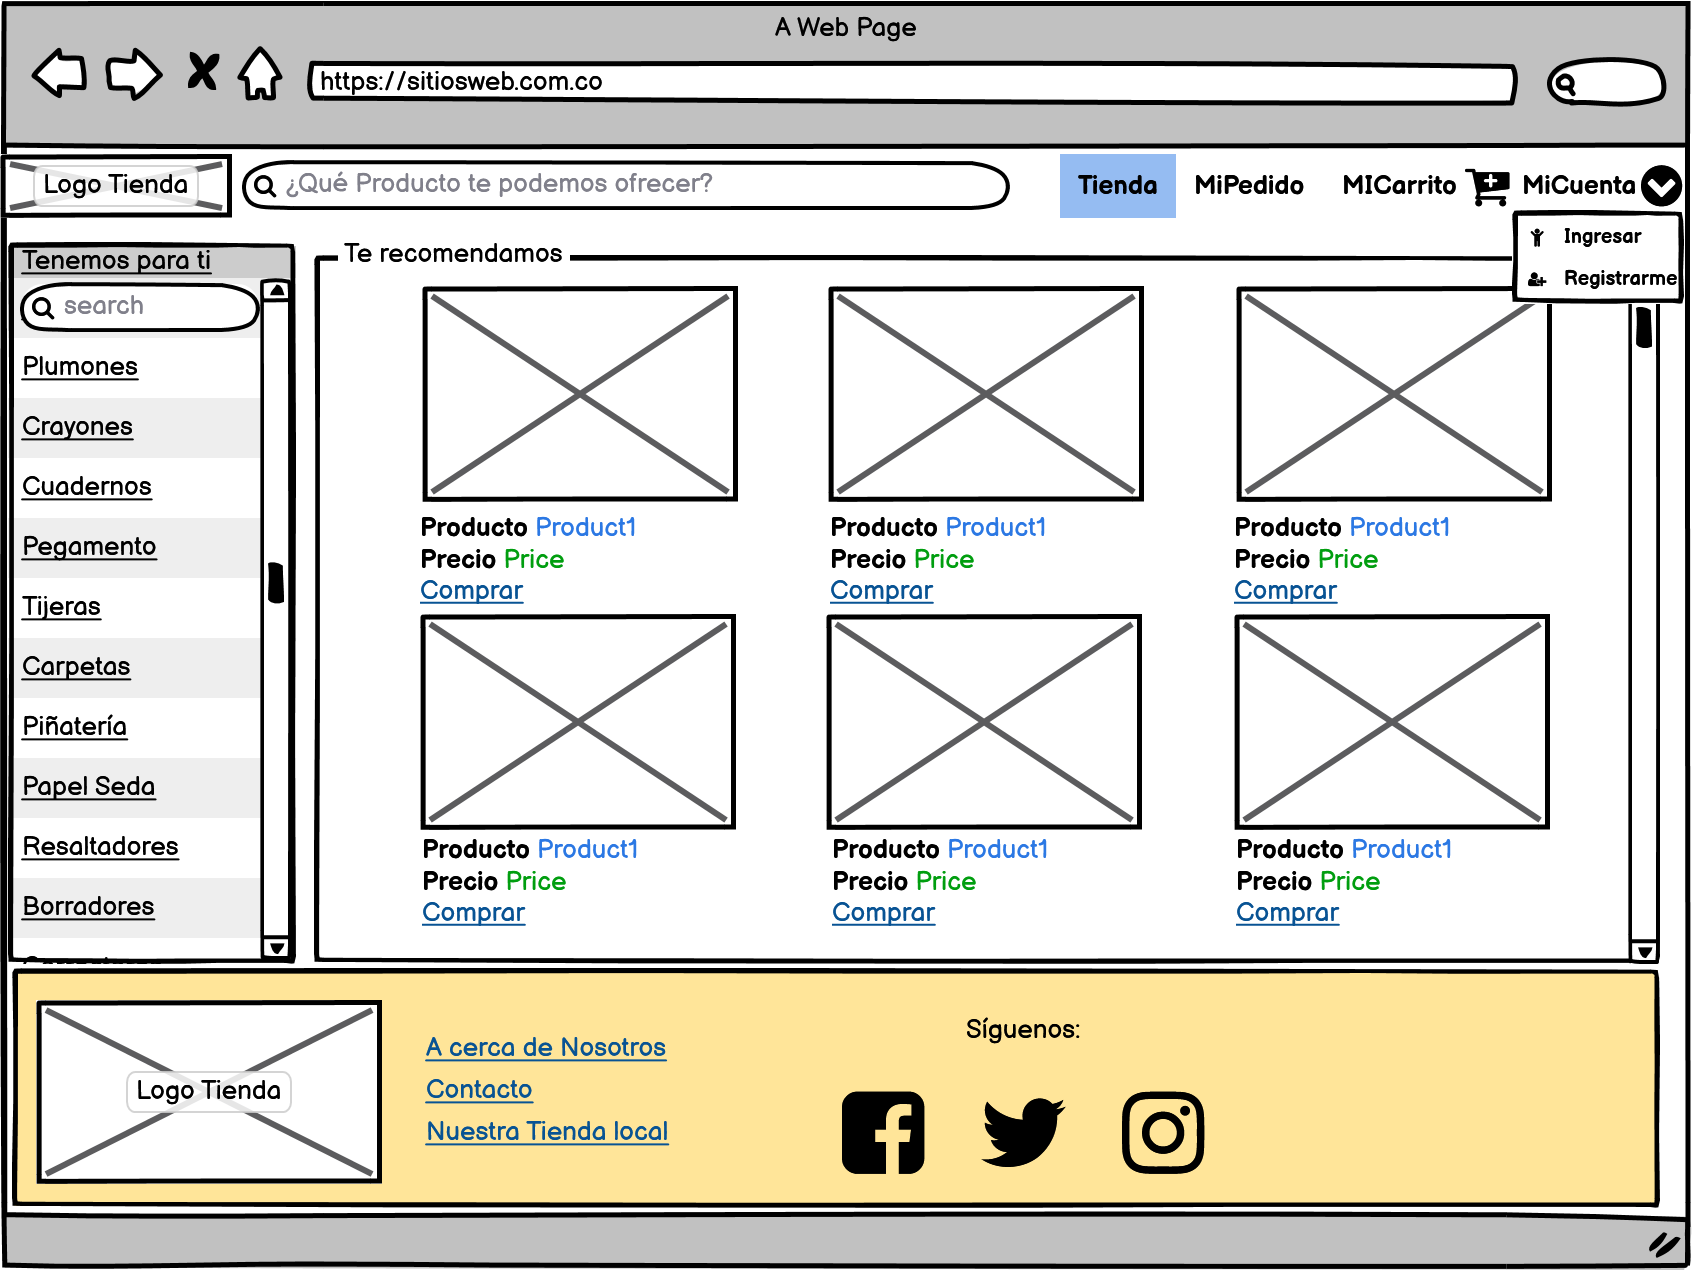 A Web Page
https://sitiosweb.com.co
Logo Tienda
¿Qué Producto te podemos ofrecer?
Tienda
MiPedido
MICarrito
MiCuenta
Ingresar
Registrarme
Tenemos para ti
search
Plumones
Crayones
Cuadernos
Pegamento
Tijeras
Carpetas
Piñatería
Papel Seda
Resaltadores
Borradores
Te recomendamos
Producto Product1
Precio Price
Comprar
Producto Product1
Precio Price
Comprar
Producto Product1
Precio Price
Comprar
Producto Product1
Precio Price
Comprar
Producto Product1
Precio Price
Comprar
Producto Product1
Precio Price
Comprar
Logo Tienda
A cerca de Nosotros
Contacto
Nuestra Tienda local
Síguenos: